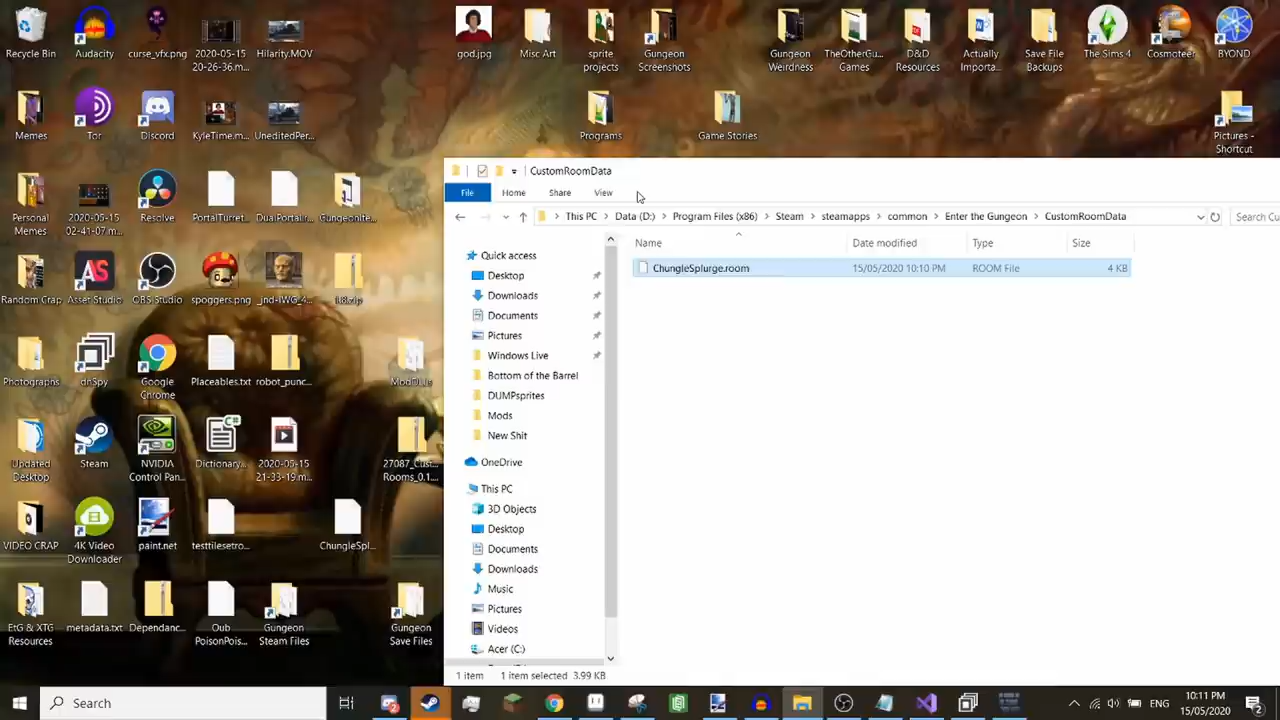 Recycle Bin
Audacity
curse_vfx.png
2020-05-15
20-26-36.m...
Hilarity.MOV
god.jpg
Misc Art
sprite
projects
Gungeon
Screenshots
Gungeon
Weirdness
TheOtherGu...
Games
D&D
Resources
Actually
Importa...
Save File
Backups
The Sims 4
Cosmoteer
BYOND
Memes
Tor
Discord
KyleTime.m...
UneditedPer...
Programs
Game Stories
Pictures -
Shortcut
Personal
Memes
2020-05-15
02-41-07.m...
Resolve
PortalTurret...
DualPortalIr...
GungeonIte...
Random Crap
Asset Studio
OBS Studio
spoggers.png
_jnd-IWG_4...
Photographs
dnSpy
Google
Chrome
Placeables.txt
robot_punc...
Updated
Desktop
Steam
NVIDIA
Control Pan...
Dictionary...
2020-05-15
21-33-19.m...
27087_Cust...
Rooms_0.1...
VIDEO CRAP
4K Video
Downloader
paint.net
testtilesetro...
ChungleSpl...
EtG & XTG
Resources
metadata.txt
Dependanc...
Oub
PoisonPois...
Gungeon
Steam Files
Gungeon
Save Files
CustomRoomData
File Home Share View
This PC > Data (D:) > Program Files (x86) > Steam > steamapps > common > Enter the Gungeon > CustomRoomData
Search Cu
Name Date modified Type Size
ChungleSplurge.room 15/05/2020 10:10 PM ROOM File 4 KB
Quick access
Desktop
Downloads
Documents
Pictures
Windows Live
Bottom of the Barrel
DUMPsprites
Mods
New Shit
OneDrive
This PC
3D Objects
Desktop
Documents
Downloads
Music
Pictures
Videos
Acer (C:)
1 item 1 item selected 3.99 KB
Search
ENG
10:11 PM
15/05/2020